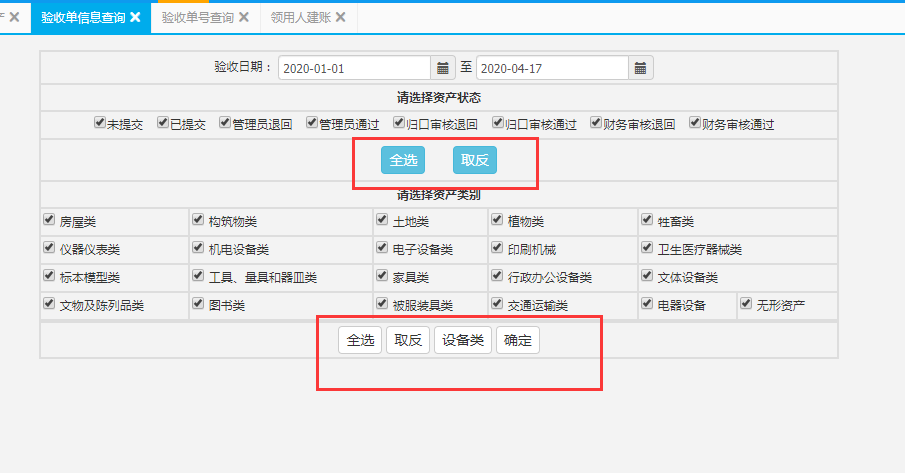 验收单信息查询 验收单号查询 领用人建账
验收日期： 2020-01-01 至 2020-04-17
请选择资产状态
未提交 已提交 管理员退回 管理员通过 归口审核退回 归口审核通过 财务审核退回 财务审核通过
全选 取反
请选择资产类别
房屋类 构筑物类 土地类 植物类 牲畜类
仪器仪表类 机电设备类 电子设备类 印刷机械 卫生医疗器械类
标本模型类 工具、量具和器皿类 家具类 行政办公设备类 文体设备类
文物及陈列品类 图书类 被服装具类 交通运输类 电器设备 无形资产
全选 取反 设备类 确定